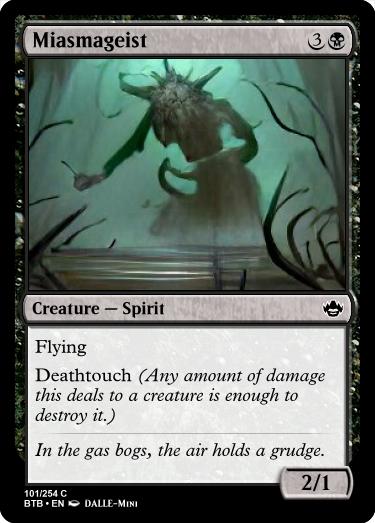 Miasmageist 3
Creature — Spirit
Flying
Deathtouch (Any amount of damage
this deals to a creature is enough to
destroy it.)
In the gas bogs, the air holds a grudge.
2/1
101/254 C
BTB • EN DALLE-Mini